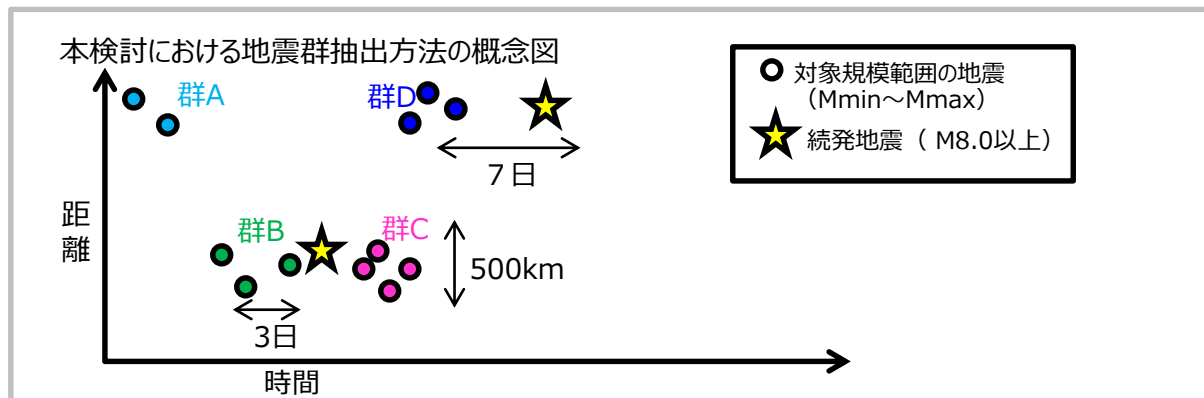 本検討における地震群抽出方法の概念図
群A
群D
対象規模範囲の地震
（Mmin～Mmax）
続発地震（ M8.0以上）
７日
距
離
群B
群C
500km
3日
時間